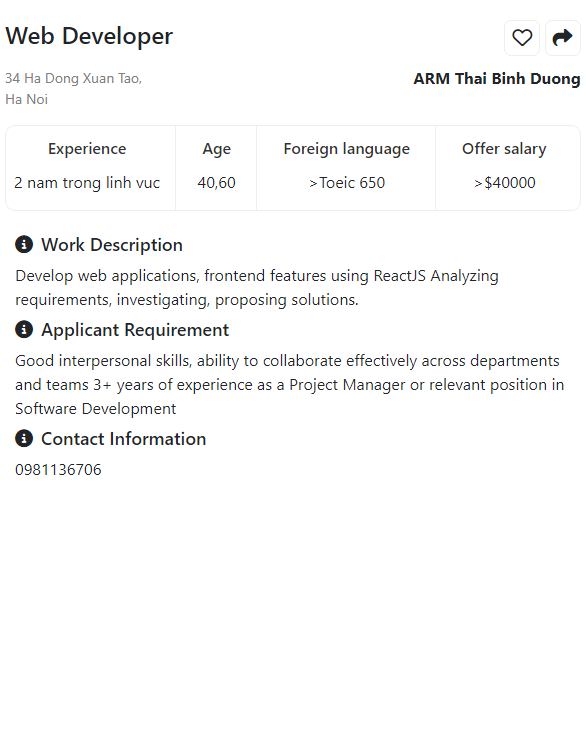 Web Developer
34 Ha Dong Xuan Tao,
Ha Noi
ARM Thai Binh Duong
Experience
Age
Foreign language
Offer salary
2 nam trong linh vuc
40,60
>Toeic 650
>$40000
Work Description
Develop web applications, frontend features using ReactJS Analyzing
requirements, investigating, proposing solutions.
Applicant Requirement
Good interpersonal skills, ability to collaborate effectively across departments
and teams 3+ years of experience as a Project Manager or relevant position in
Software Development
Contact Information
0981136706